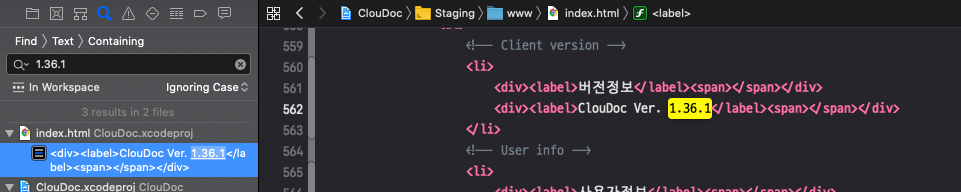 ClouDoc 〉 Staging 〉 www 〉 index.html 〉 f <label>
Find 〉 Text 〉 Containing
1.36.1
In Workspace Ignoring Case
3 results in 2 files
index.html ClouDoc.xcodeproj
<div><label>ClouDoc Ver. 1.36.1</la
bel><span></span></div>
ClouDoc.xcodeproj ClouDoc
559 <!-- Client version -->
560 <li>
561 <div><label>버전정보</label><span></span></div>
562 <div><label>ClouDoc Ver. 1.36.1</label><span></span></div>
563 </li>
564 <!-- User info -->
565 <li>
<div><label>사용자정보</label><span></span></div>